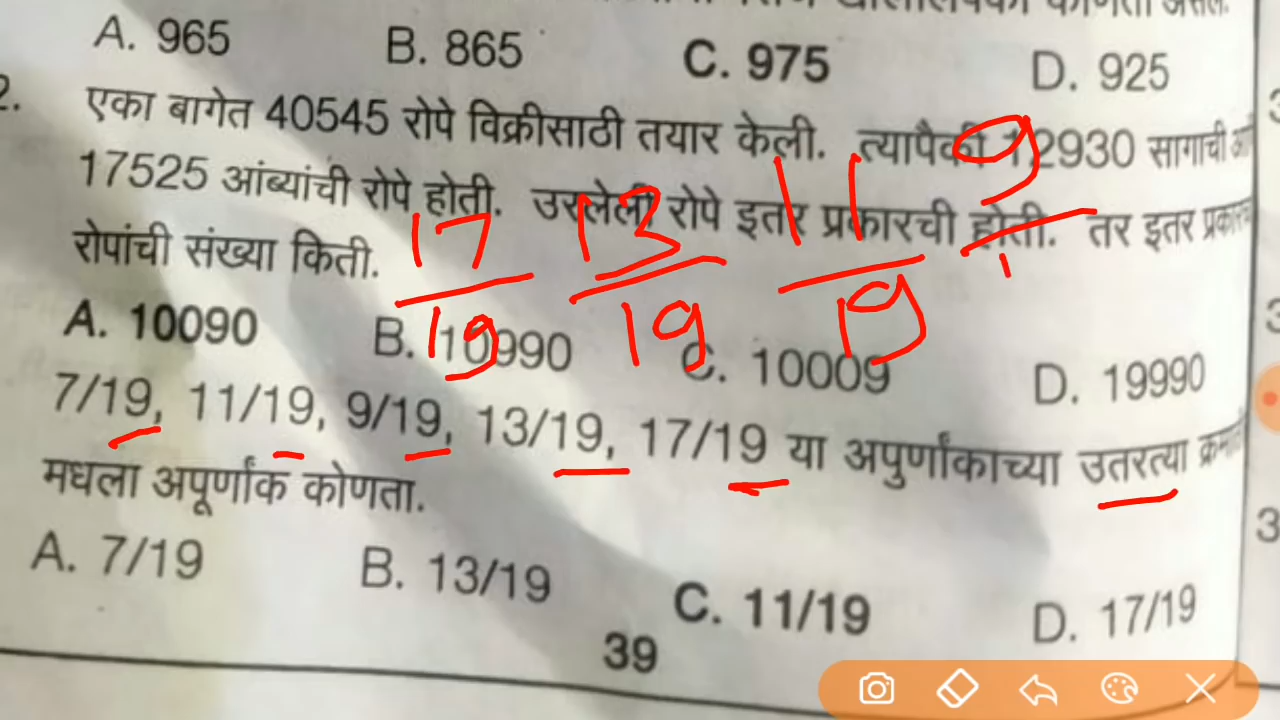 A. 965 B. 865 C. 975 D. 925
2. एका बागेत 40545 रोपे विक्रीसाठी तयार केली. त्यापैकी 12930 सागाची
17525 आंब्यांची रोपे होती. उरलेली रोपे इतर प्रकारची होती. तर इतर
रोपांची संख्या किती.
17/19 13/19 11/19 9/1
A. 10090 B. 10990 C. 10009 D. 19990
7/19, 11/19, 9/19, 13/19, 17/19 या अपुर्णांकाच्या उतरत्या
मधला अपूर्णांक कोणता.
A. 7/19 B. 13/19 C. 11/19 D. 17/19
39